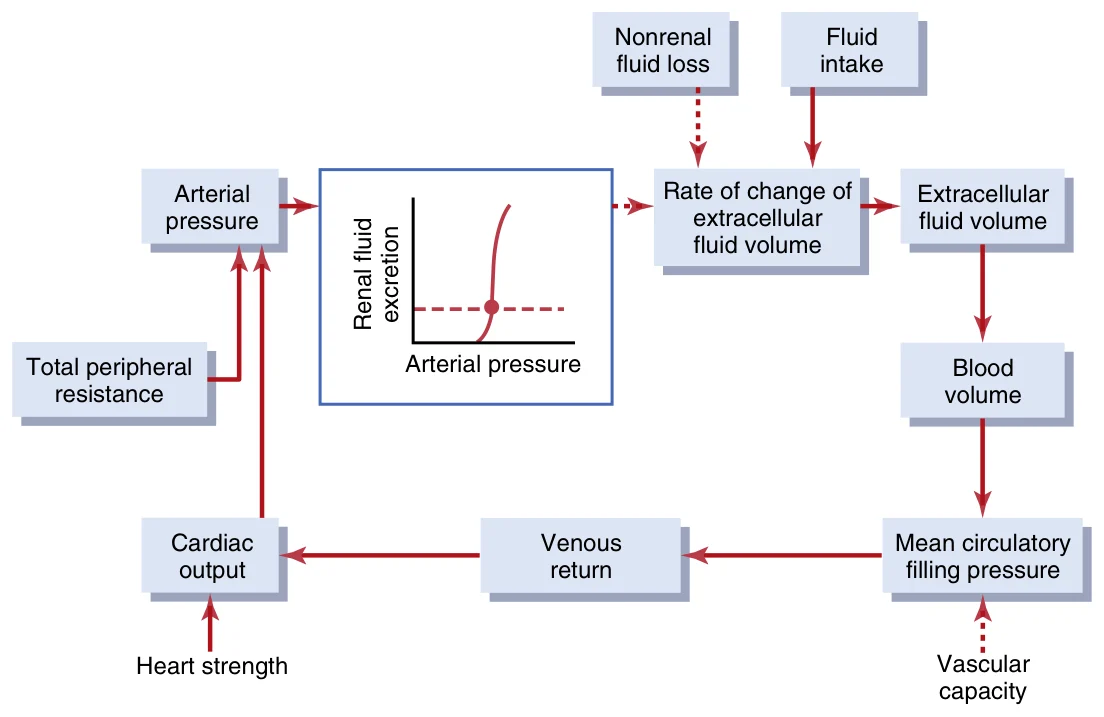 Nonrenal
fluid loss
Fluid
intake
Arterial
pressure
Renal fluid
excretion
Arterial pressure
Rate of change of
extracellular
fluid volume
Extracellular
fluid volume
Total peripheral
resistance
Blood
volume
Cardiac
output
Venous
return
Mean circulatory
filling pressure
Heart strength
Vascular
capacity